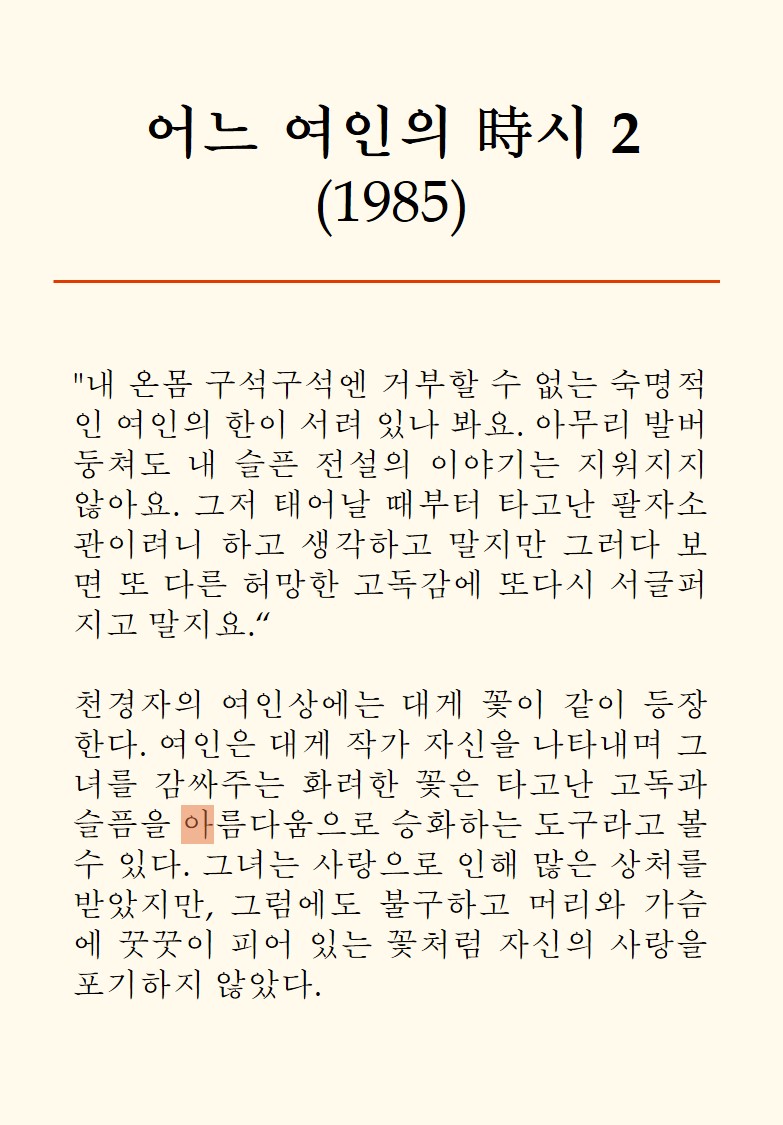 어느 여인의 時시 2
(1985)
"내 온몸 구석구석엔 거부할 수 없는 숙명적
인 여인의 한이 서려 있나 봐요. 아무리 발버
둥쳐도 내 슬픈 전설의 이야기는 지워지지
않아요. 그저 태어날 때부터 타고난 팔자소
관이려니 하고 생각하고 말지만 그러다 보
면 또 다른 허망한 고독감에 또다시 서글퍼
지고 말지요.“
천경자의 여인상에는 대게 꽃이 같이 등장
한다. 여인은 대게 작가 자신을 나타내며 그
녀를 감싸주는 화려한 꽃은 타고난 고독과
슬픔을 아름다움으로 승화하는 도구라고 볼
수 있다. 그녀는 사랑으로 인해 많은 상처를
받았지만, 그럼에도 불구하고 머리와 가슴
에 꿋꿋이 피어 있는 꽃처럼 자신의 사랑을
포기하지 않았다.